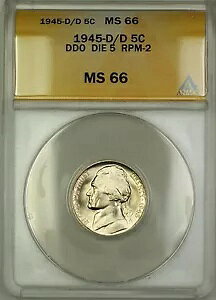 1945-D/D 5C MS 66
1945-D/D 5C
DDO DIE 5 RPM-2
MS 66